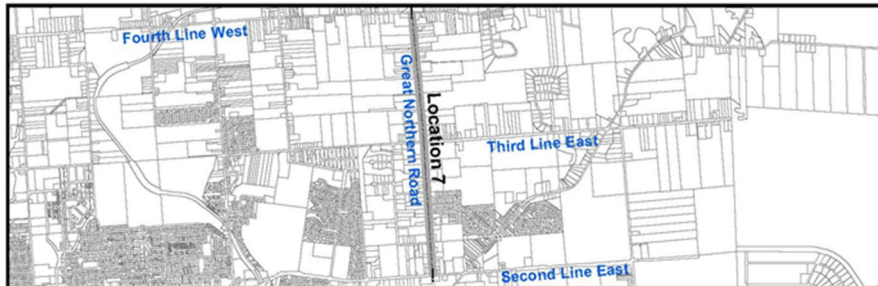 Fourth Line West
Great Northern Road
Location 7
Third Line East
Second Line East